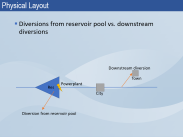 Physical Layout
• Diversions from reservoir pool vs. downstream
diversions
Downstream diversion
Town
Powerplant
Res
City
Diversion from reservoir pool